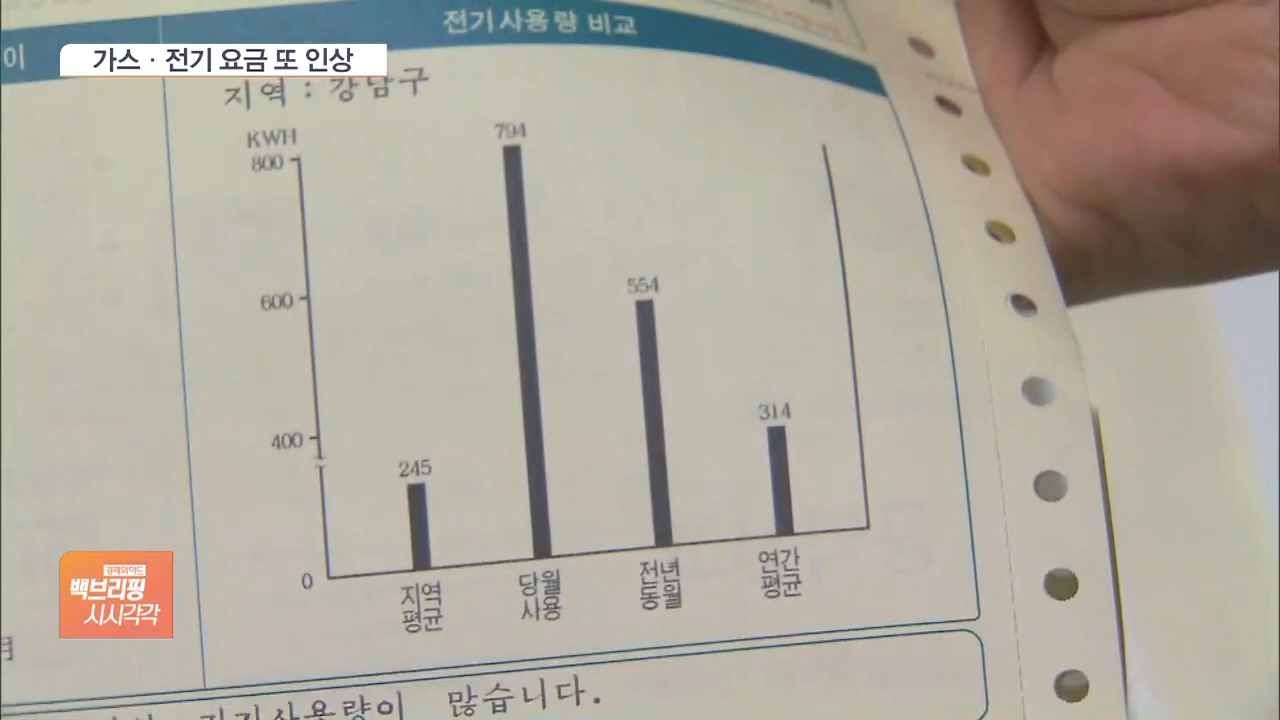 전기사용량 비교
이
가스·전기 요금 또 인상
지역 : 강남구
KWH
800
600
400
0
794
554
314
245
지역
평균
당월
사용
전년
동월
연간
평균
경제와이드
백브리핑
시시각각
월
전기사용량이 많습니다.